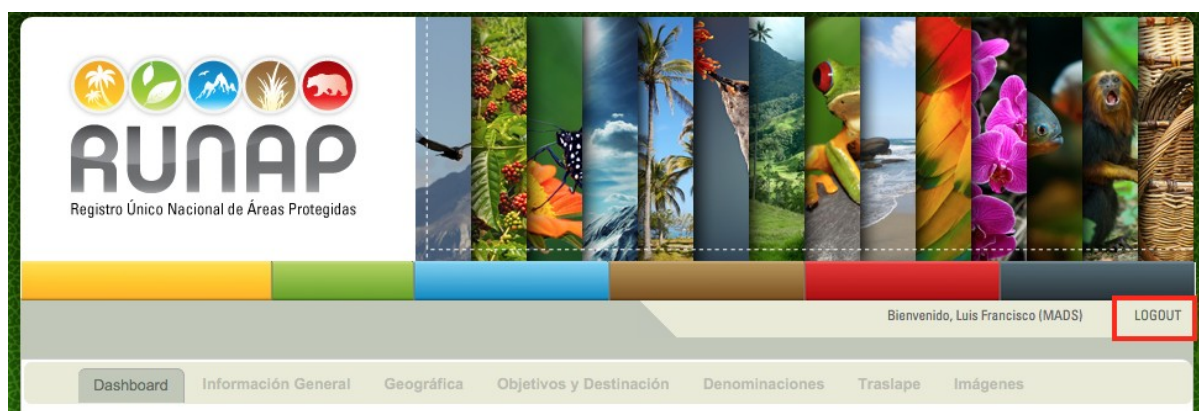 RUNAP
Registro Único Nacional de Áreas Protegidas
Bienvenido, Luis Francisco (MADS) LOGOUT
Dashboard Información General Geográfica Objetivos y Destinación Denominaciones Traslape Imágenes